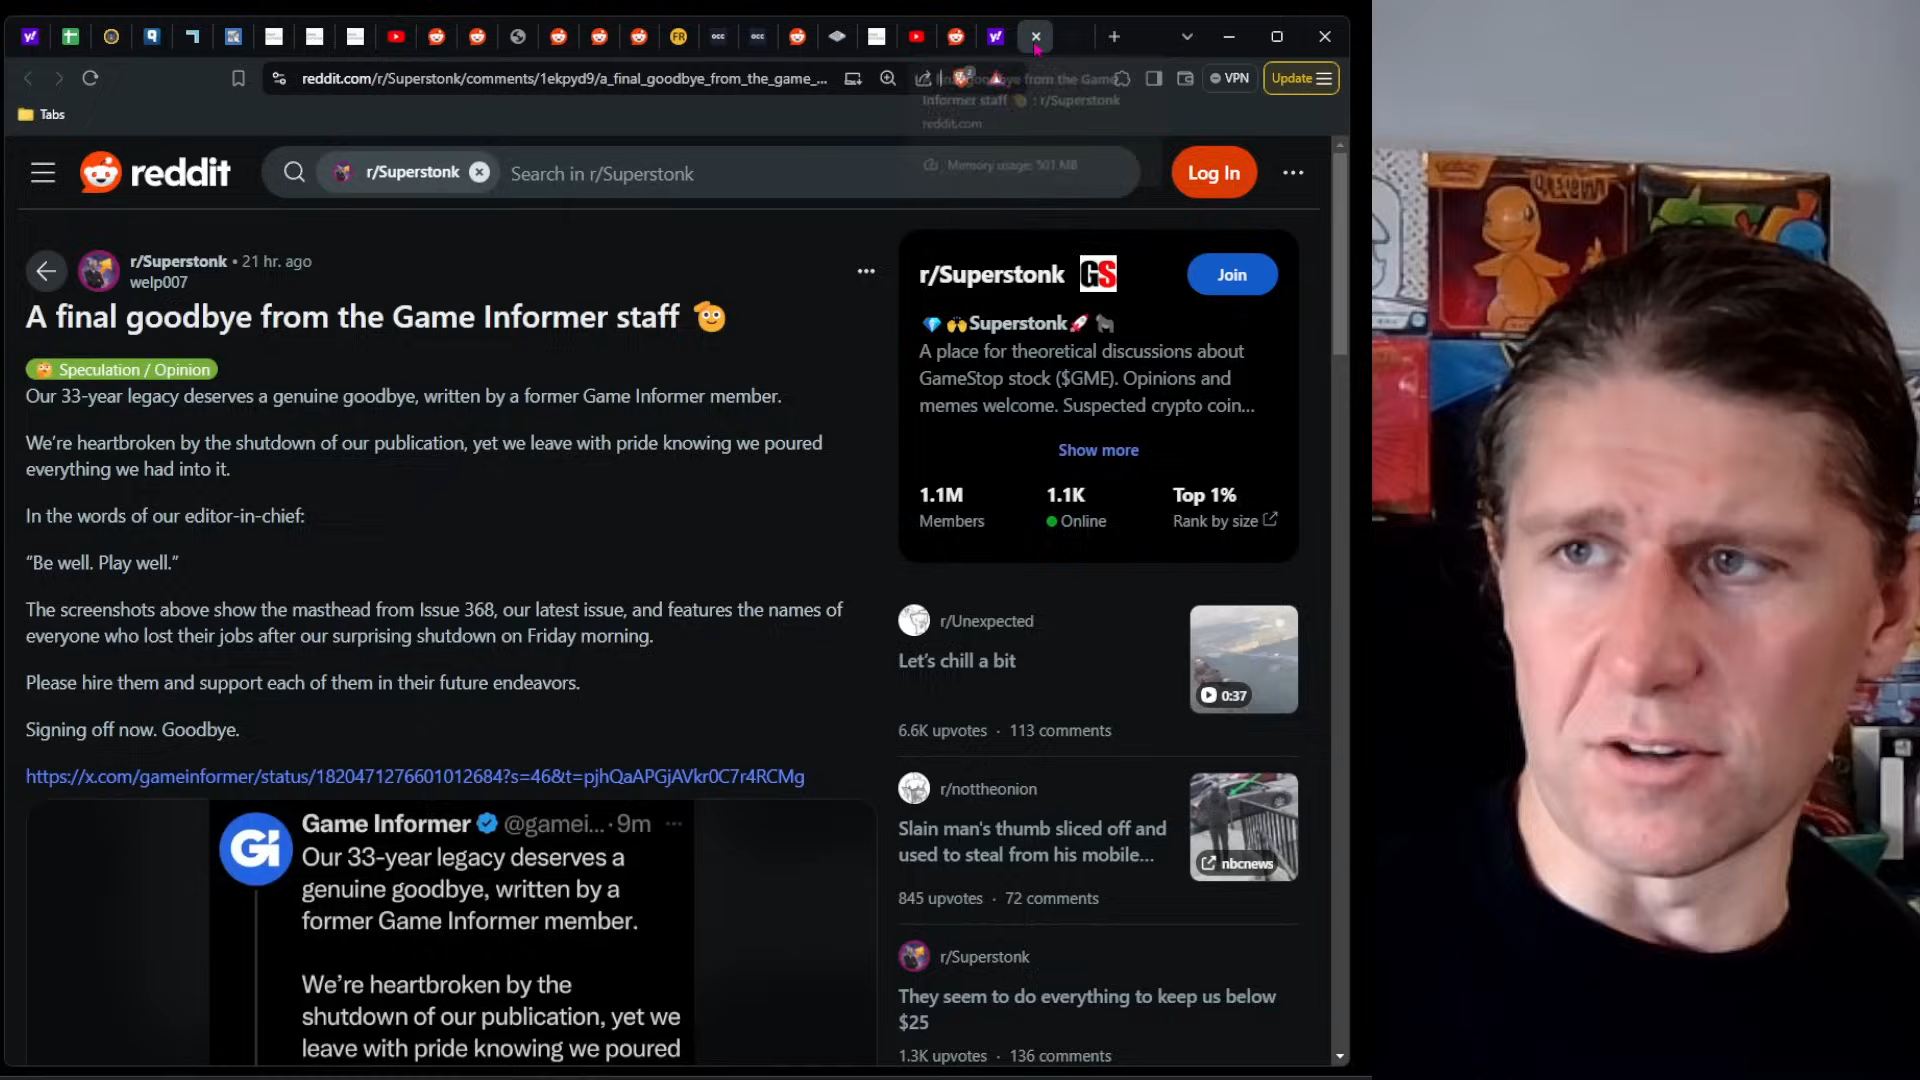 reddit.com/r/Superstonk/comments/1ekpyd9/a_final_goodbye_from_the_game_...
VPN
Update
Tabs
Informer staff : r/Superstonk
reddit.com
Memory usage: 501 MB
reddit
r/Superstonk
Search in r/Superstonk
Log In
r/Superstonk • 21 hr. ago
welp007
A final goodbye from the Game Informer staff
Speculation / Opinion
Our 33-year legacy deserves a genuine goodbye, written by a former Game Informer member.
We're heartbroken by the shutdown of our publication, yet we leave with pride knowing we poured
everything we had into it.
In the words of our editor-in-chief:
“Be well. Play well.”
The screenshots above show the masthead from Issue 368, our latest issue, and features the names of
everyone who lost their jobs after our surprising shutdown on Friday morning.
Please hire them and support each of them in their future endeavors.
Signing off now. Goodbye.
https://x.com/gameinformer/status/1820471276601012684?s=46&t=pjhQaAPGjAVkr0C7r4RCMg
Gi
Game Informer @gamei... · 9m
Our 33-year legacy deserves a
genuine goodbye, written by a
former Game Informer member.
We're heartbroken by the
shutdown of our publication, yet we
leave with pride knowing we poured
r/Superstonk GS
Join
Superstonk
A place for theoretical discussions about
GameStop stock ($GME). Opinions and
memes welcome. Suspected crypto coin...
Show more
1.1M
Members
1.1K
Online
Top 1%
Rank by size
r/Unexpected
Let's chill a bit
0:37
6.6K upvotes · 113 comments
r/nottheonion
Slain man's thumb sliced off and
used to steal from his mobile...
nbcnews
845 upvotes · 72 comments
r/Superstonk
They seem to do everything to keep us below
$25
1.3K upvotes · 136 comments